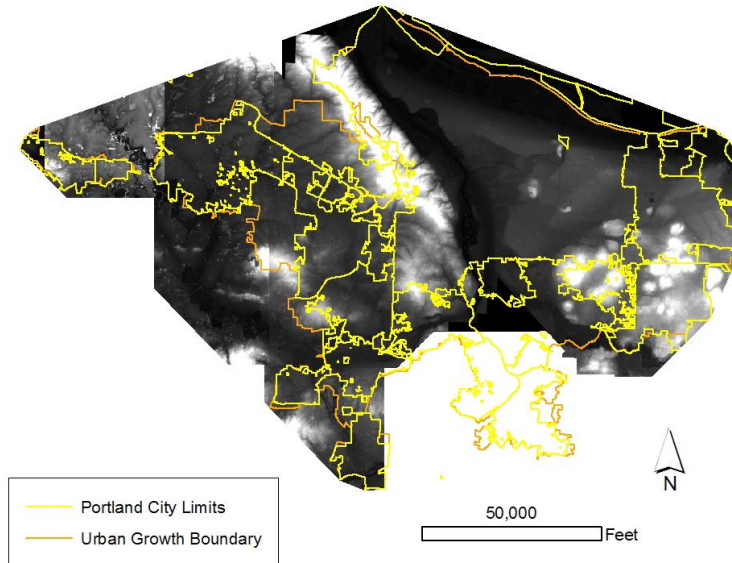 N
Portland City Limits
Urban Growth Boundary
50,000
Feet